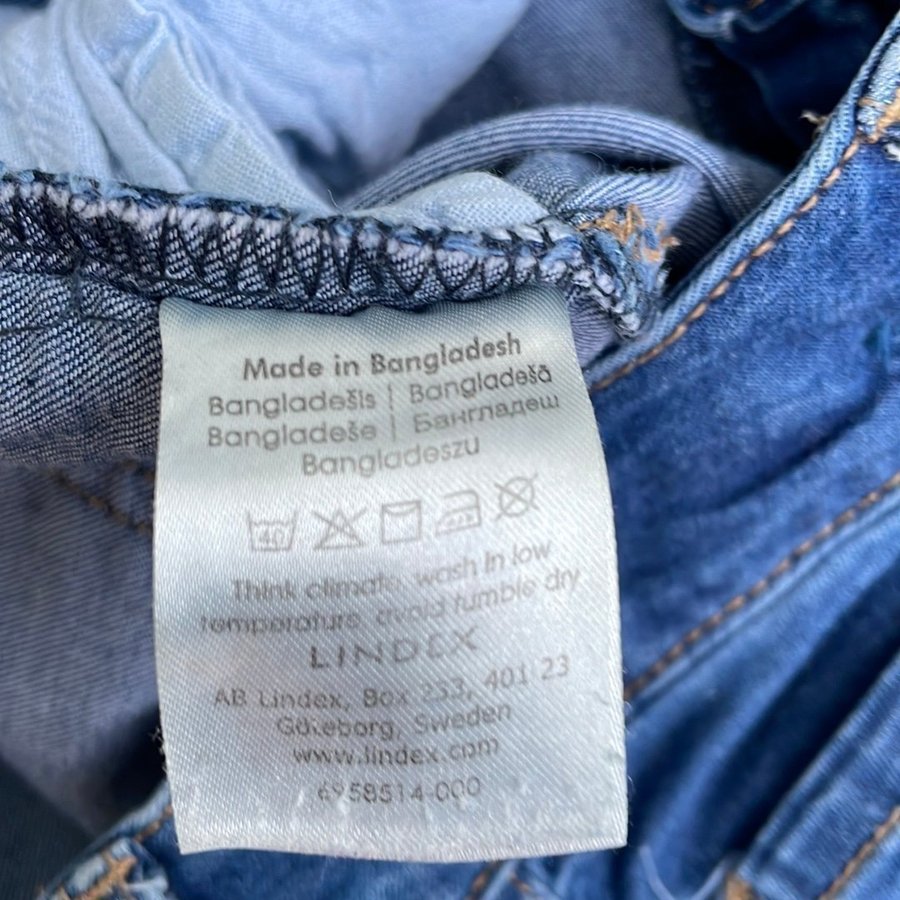 Made in Bangladesh
Bangladešis | Bangladešā
Bangladeše | Бангладеш
Bangladeszu
40
Think climate, wash in low
temperature, avoid tumble dry
LINDEX
AB Lindex, Box 233, 401 23
Göteborg, Sweden
www.lindex.com
6958514-000